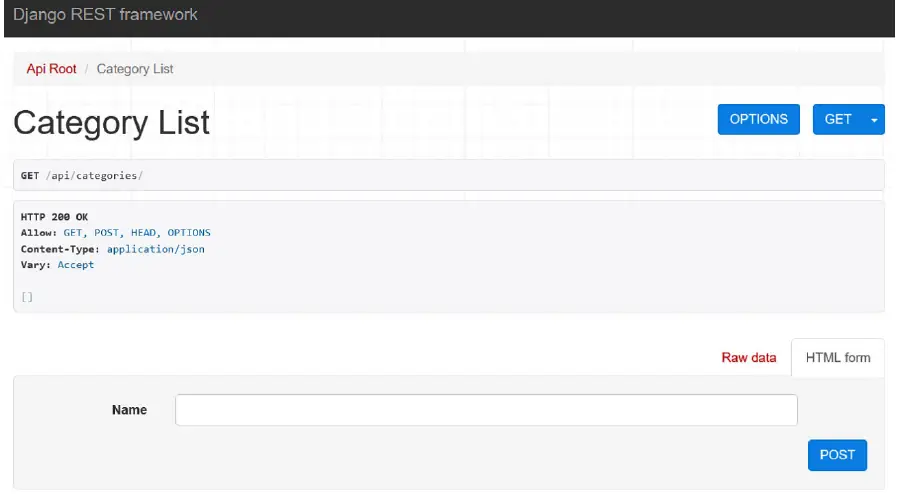 Django REST framework
Api Root / Category List
Category List
OPTIONS
GET
GET /api/categories/
HTTP 200 OK
Allow: GET, POST, HEAD, OPTIONS
Content-Type: application/json
Vary: Accept
[]
Raw data
HTML form
Name
POST